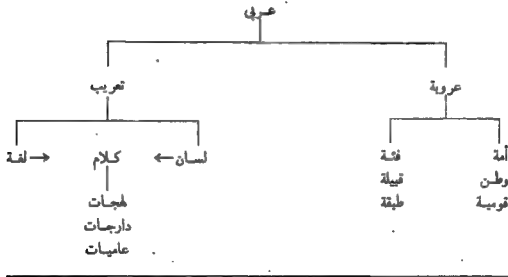 عربي
عروبة تعريب
أمة فئة لسان ← كلام → لغة
وطن قبيلة لهجات
قومية طبقة دارجات
عاميات